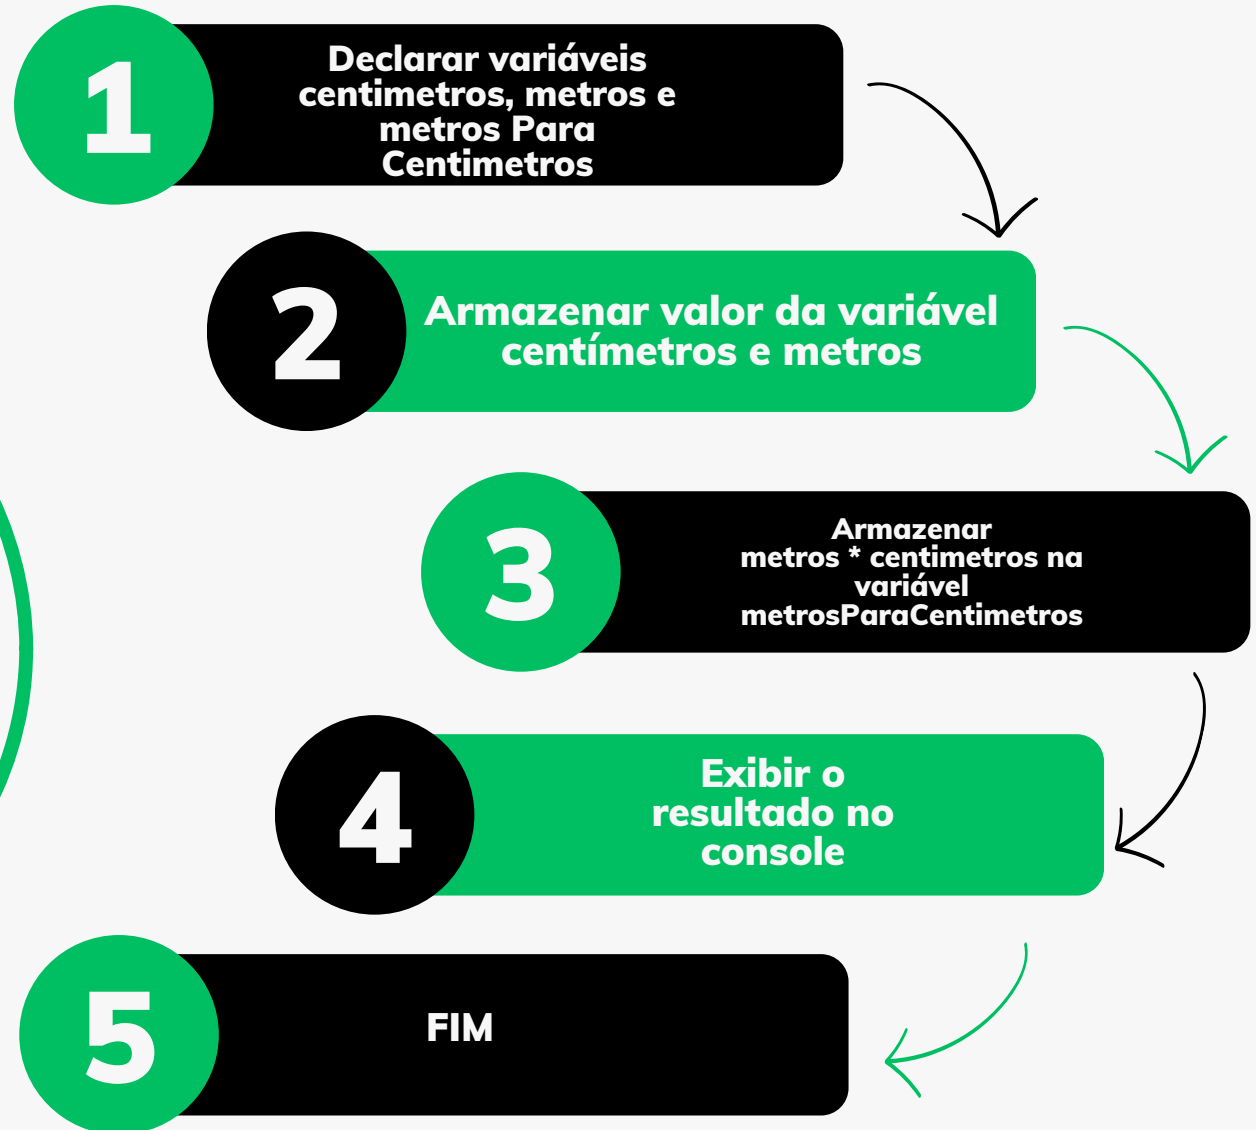 1
Declarar variáveis
centimetros, metros e
metros Para
Centimetros
2
Armazenar valor da variável
centímetros e metros
3
Armazenar
metros * centimetros na
variável
metrosParaCentimetros
4
Exibir o
resultado no
console
5
FIM